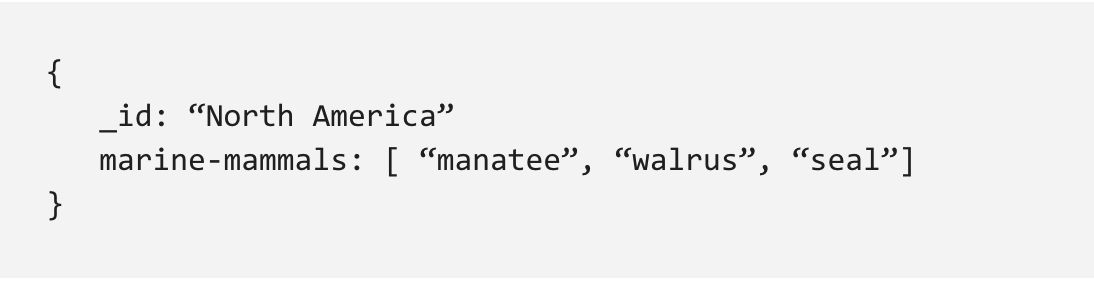 {
_id: “North America”
marine-mammals: [ “manatee”, “walrus”, “seal”]
}